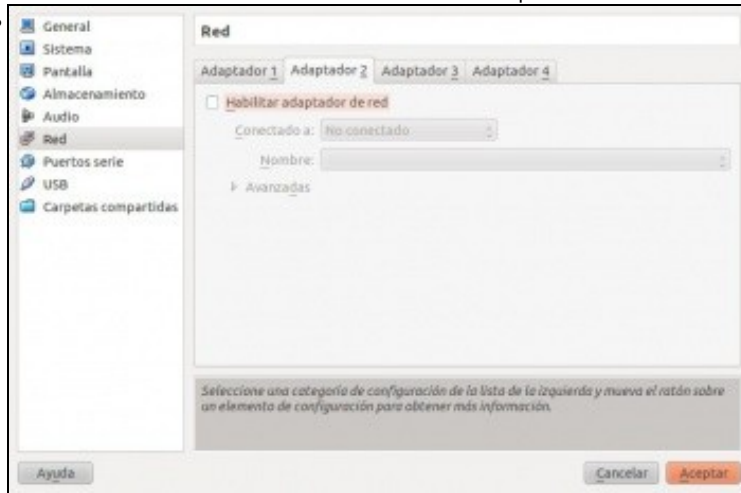 General
Sistema
Pantalla
Almacenamiento
Audio
Red
Puertos serie
USB
Carpetas compartidas
Red
Adaptador 1 Adaptador 2 Adaptador 3 Adaptador 4
Habilitar adaptador de red
Conectado a: No conectado
Nombre:
Avanzadas
Seleccione una categoría de configuración de la lista de la izquierda y mueva el ratón sobre
un elemento de configuración para obtener más información.
Ayuda
Cancelar Aceptar